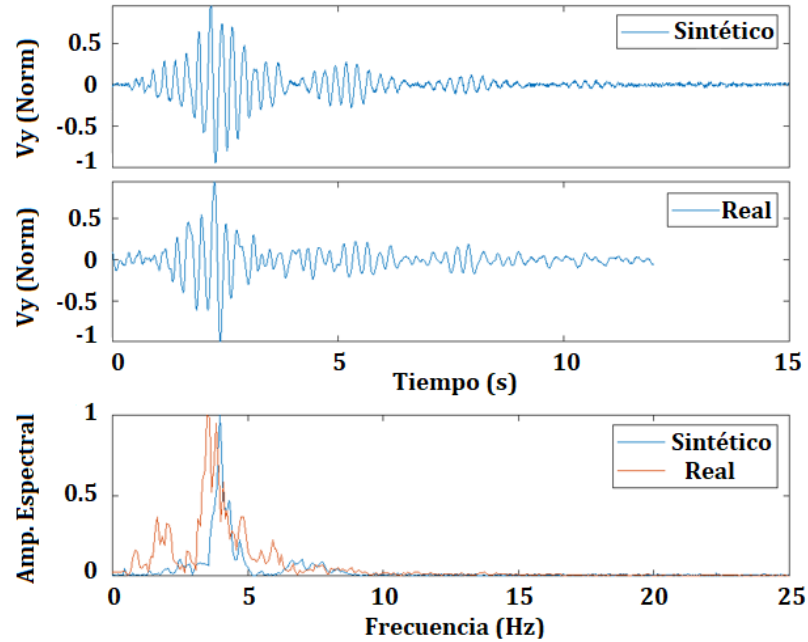 Vy (Norm)
0.5
0
-0.5
-1
Sintético
Vy (Norm)
0.5
0
-0.5
-1
Real
0 5 10 15
Tiempo (s)
Amp. Espectral
1
0.5
0
Sintético
Real
0 5 10 15 20 25
Frecuencia (Hz)